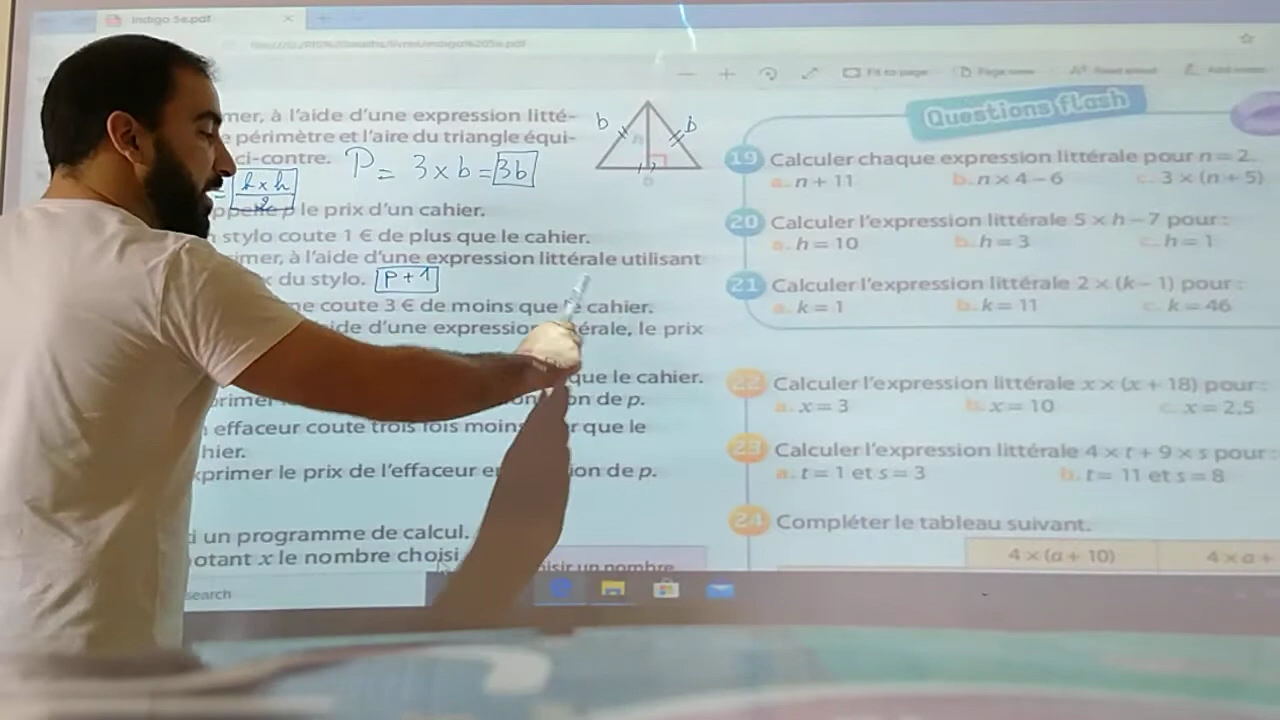 Indigo 5e.pdf
Fit to page
Page view
Read aloud
Add notes
mer, à l'aide d'une expression litté-
e périmètre et l'aire du triangle équi-
ci-contre. P = 3 × b = 3b
b b
h
b
= b × h / 2
le prix d'un cahier.
stylo coute 1 € de plus que le cahier.
imer, à l'aide d'une expression littérale utilisant
x du stylo. p + 1
ne coute 3 € de moins que le cahier.
ide d'une expression érale, le prix
que le cahier.
primer on de p.
effaceur coute trois fois moins r que le
hier.
xprimer le prix de l'effaceur en ion de p.
i un programme de calcul.
otant x le nombre choisi
oisir un nombre
search
Questions flash
19 Calculer chaque expression littérale pour n = 2.
a. n + 11 b. n × 4 – 6 c. 3 × (n + 5)
20 Calculer l'expression littérale 5 × h – 7 pour :
a. h = 10 b. h = 3 c. h = 1
21 Calculer l'expression littérale 2 × (k – 1) pour :
a. k = 1 b. k = 11 c. k = 46
22 Calculer l'expression littérale x × (x + 18) pour :
a. x = 3 b. x = 10 c. x = 2,5
23 Calculer l'expression littérale 4 × t + 9 × s pour :
a. t = 1 et s = 3 b. t = 11 et s = 8
24 Compléter le tableau suivant.
4 × (a + 10) 4 × a +